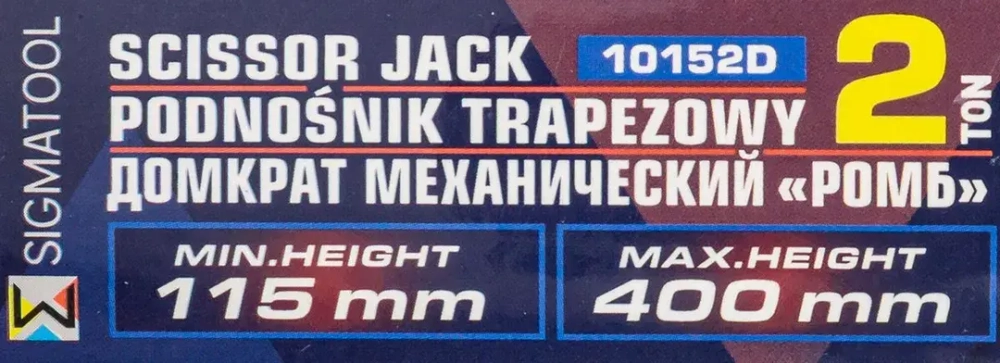 SIGMATOOL
SCISSOR JACK 10152D
PODNOŚNIK TRAPEZOWY
ДОМКРАТ МЕХАНИЧЕСКИЙ «РОМБ»
2 TON
MIN.HEIGHT
115 mm
MAX.HEIGHT
400 mm